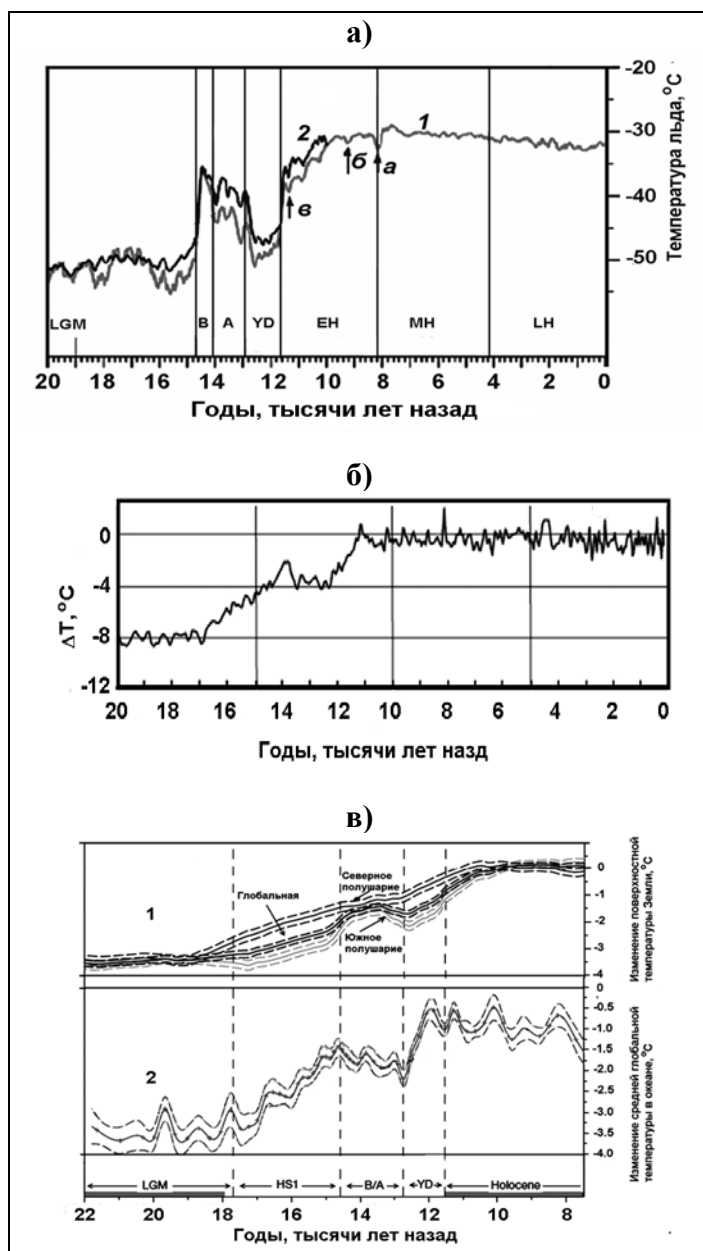 а)
-20
-30
-40
-50
Температура льда, °C
2
1
б
а
в
LGM
B
A
YD
EH
MH
LH
20 18 16 14 12 10 8 6 4 2 0
Годы, тысячи лет назад
б)
0
-4
-8
-12
ΔT, °C
20 18 16 14 12 10 8 6 4 2 0
Годы, тысячи лет назд
в)
1
Глобальная
Северное
полушарие
Южное
полушарие
0
-1
-2
-3
-4
Изменение поверхностной
температуры Земли, °C
2
0
-0.5
-1.0
-1.5
-2.0
-2.5
-3.0
-3.5
-4.0
Изменение средней глобальной
температуры в океане, °C
LGM
HS1
B/A
YD
Holocene
22 20 18 16 14 12 10 8
Годы, тысячи лет назад